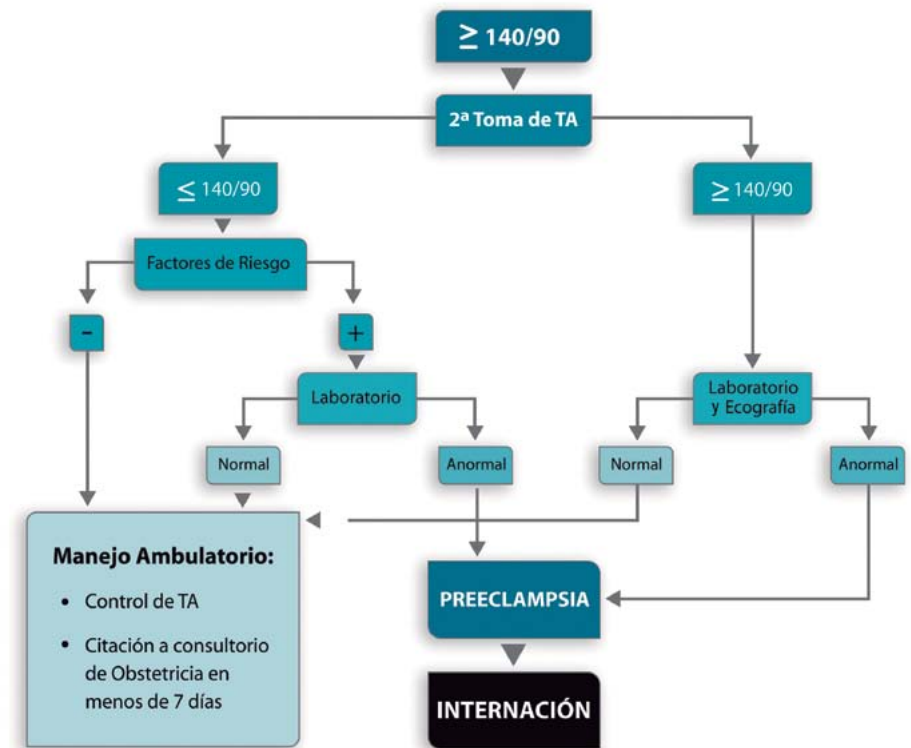 ≥ 140/90
2ª Toma de TA
≤ 140/90
≥ 140/90
Factores de Riesgo
-
+
Laboratorio
Laboratorio
y Ecografía
Normal
Anormal
Normal
Anormal
Manejo Ambulatorio:
• Control de TA
• Citación a consultorio
de Obstetricia en
menos de 7 días
PREECLAMPSIA
INTERNACIÓN